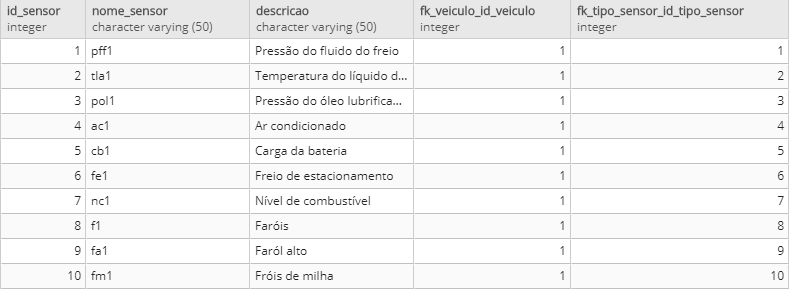 id_sensor nome_sensor descricao fk_veiculo_id_veiculo fk_tipo_sensor_id_tipo_sensor
integer character varying (50) character varying (50) integer integer
1 pff1 Pressão do fluido do freio 1 1
2 tla1 Temperatura do líquido d... 1 2
3 pol1 Pressão do óleo lubrifica... 1 3
4 ac1 Ar condicionado 1 4
5 cb1 Carga da bateria 1 5
6 fe1 Freio de estacionamento 1 6
7 nc1 Nível de combustível 1 7
8 f1 Faróis 1 8
9 fa1 Faról alto 1 9
10 fm1 Fróis de milha 1 10